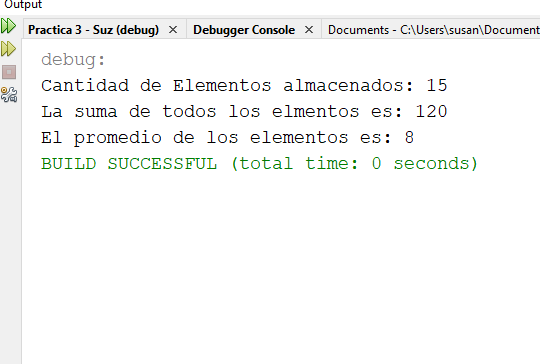 Output
Practica 3 - Suz (debug) × Debugger Console × Documents - C:\Users\susan\Document
debug:
Cantidad de Elementos almacenados: 15
La suma de todos los elmentos es: 120
El promedio de los elementos es: 8
BUILD SUCCESSFUL (total time: 0 seconds)